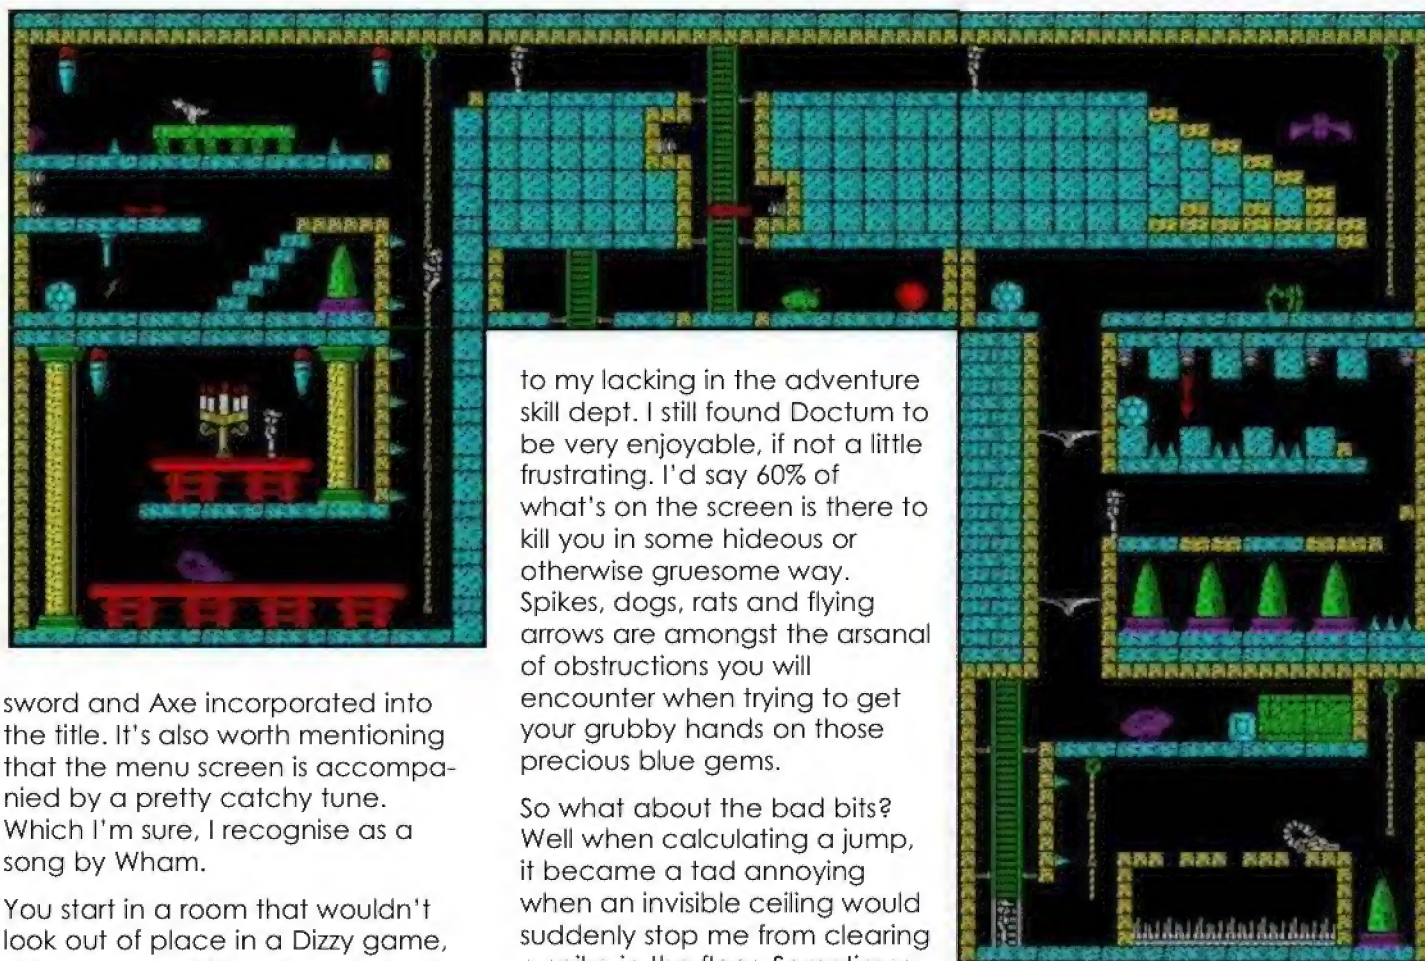 sword and Axe incorporated into
the title. It's also worth mentioning
that the menu screen is accompa-
nied by a pretty catchy tune.
Which I'm sure, I recognise as a
song by Wham.
You start in a room that wouldn't
look out of place in a Dizzy game,
to my lacking in the adventure
skill dept. I still found Doctum to
be very enjoyable, if not a little
frustrating. I'd say 60% of
what's on the screen is there to
kill you in some hideous or
otherwise gruesome way.
Spikes, dogs, rats and flying
arrows are amongst the arsanal
of obstructions you will
encounter when trying to get
your grubby hands on those
precious blue gems.
So what about the bad bits?
Well when calculating a jump,
it became a tad annoying
when an invisible ceiling would
suddenly stop me from clearing